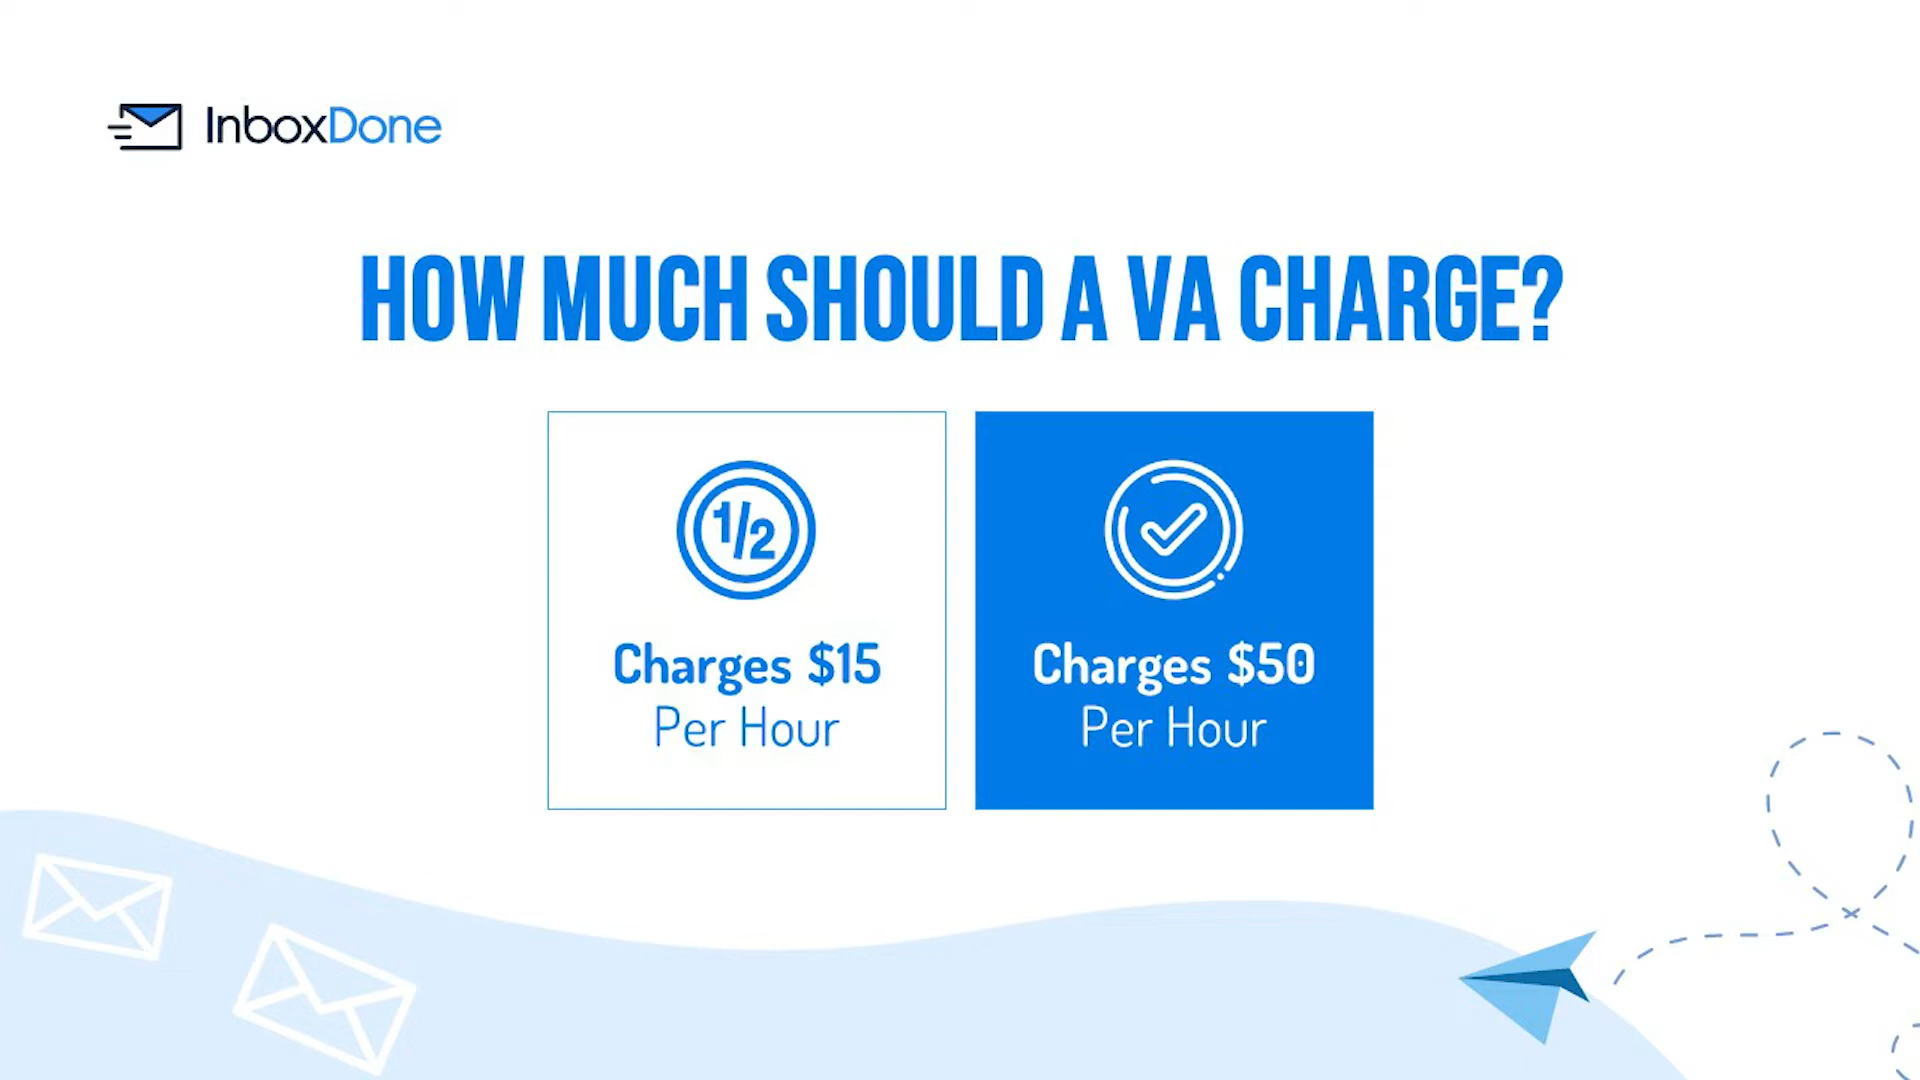 InboxDone
HOW MUCH SHOULD A VA CHARGE?
1/2
Charges $15
Per Hour
Charges $50
Per Hour